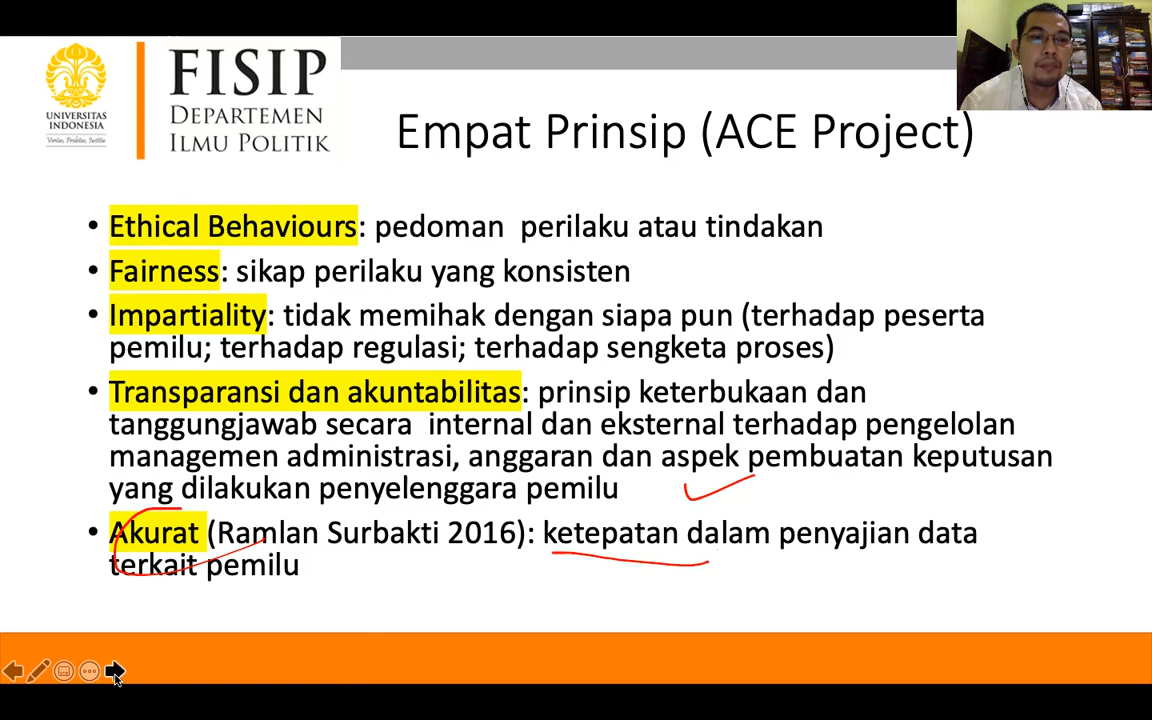 UNIVERSITAS
INDONESIA
Veritas, Probitas, Iustitia
FISIP
DEPARTEMEN
ILMU POLITIK
Empat Prinsip (ACE Project)
• Ethical Behaviours: pedoman perilaku atau tindakan
• Fairness: sikap perilaku yang konsisten
• Impartiality: tidak memihak dengan siapa pun (terhadap peserta
pemilu; terhadap regulasi; terhadap sengketa proses)
• Transparansi dan akuntabilitas: prinsip keterbukaan dan
tanggungjawab secara internal dan eksternal terhadap pengelolan
managemen administrasi, anggaran dan aspek pembuatan keputusan
yang dilakukan penyelenggara pemilu
• Akurat (Ramlan Surbakti 2016): ketepatan dalam penyajian data
terkait pemilu